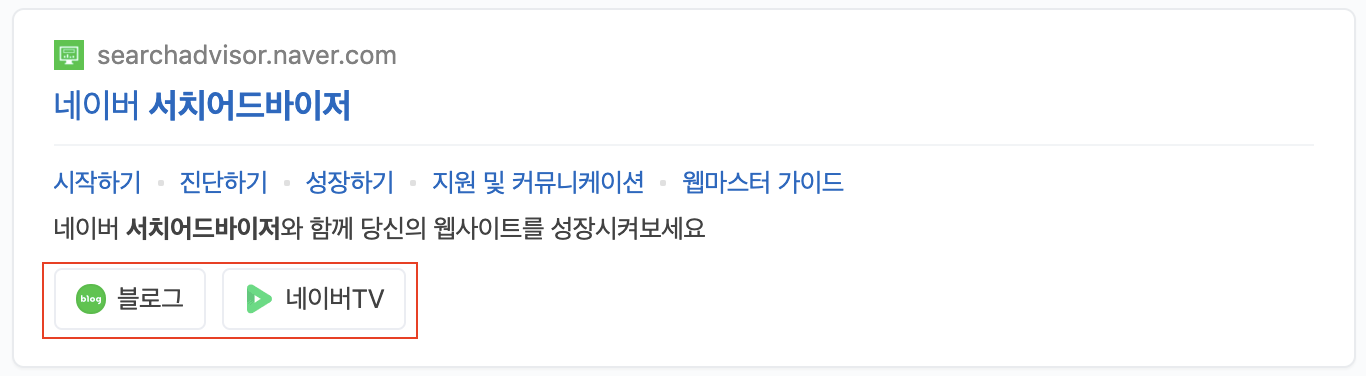 searchadvisor.naver.com
네이버 서치어드바이저
시작하기 • 진단하기 • 성장하기 • 지원 및 커뮤니케이션 • 웹마스터 가이드
네이버 서치어드바이저와 함께 당신의 웹사이트를 성장시켜보세요
blog 블로그 네이버TV